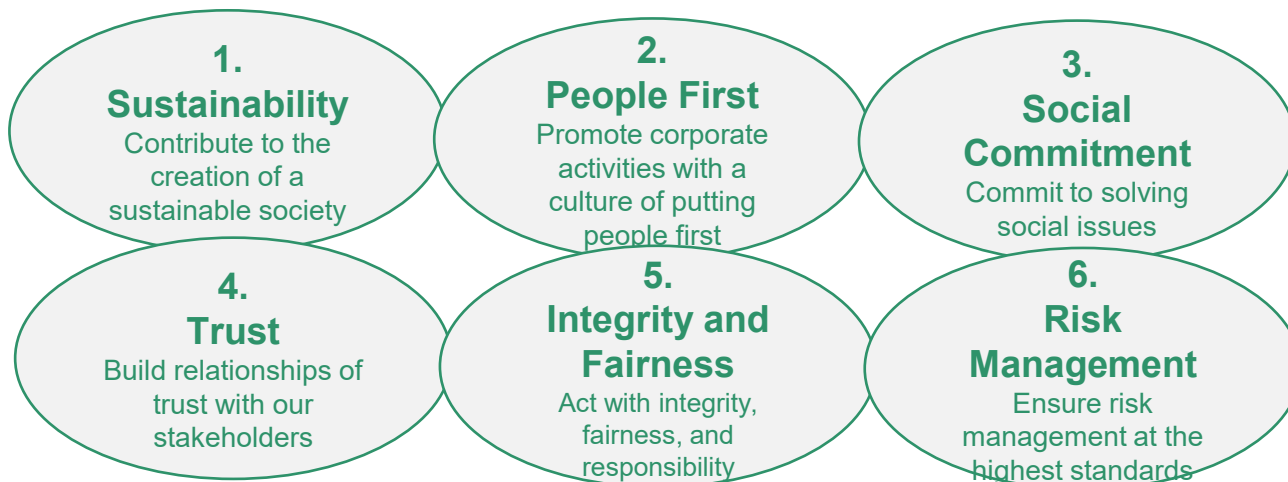 1.
Sustainability
Contribute to the
creation of a
sustainable society
2.
People First
Promote corporate
activities with a
culture of putting
people first
3.
Social
Commitment
Commit to solving
social issues
4.
Trust
Build relationships of
trust with our
stakeholders
5.
Integrity and
Fairness
Act with integrity,
fairness, and
responsibility
6.
Risk
Management
Ensure risk
management at the
highest standards